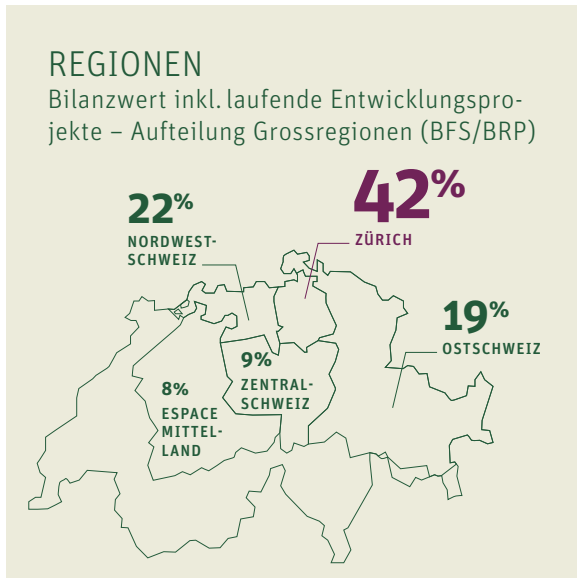 REGIONEN
Bilanzwert inkl. laufende Entwicklungspro-
jekte – Aufteilung Grossregionen (BFS/BRP)
42%
ZÜRICH
22%
NORDWEST-
SCHWEIZ
19%
OSTSCHWEIZ
9%
ZENTRAL-
SCHWEIZ
8%
ESPACE
MITTEL-
LAND